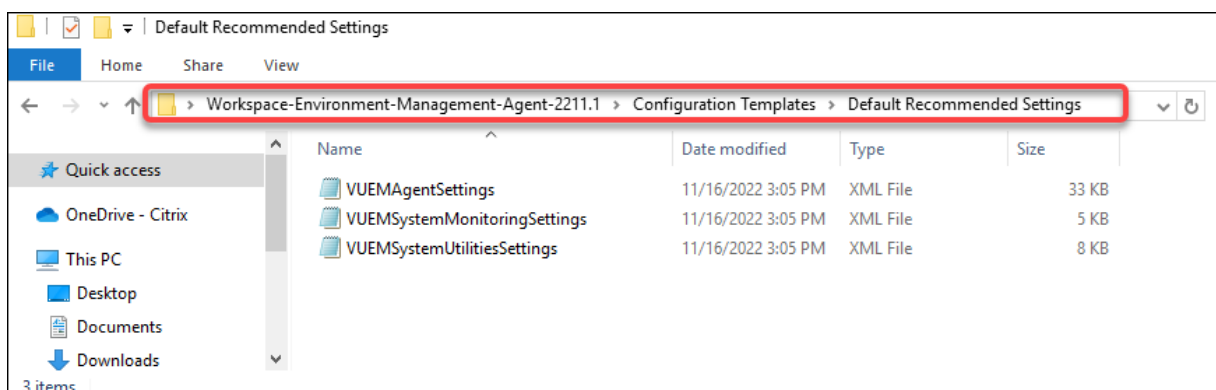 Default Recommended Settings
File Home Share View
Workspace-Environment-Management-Agent-2211.1 > Configuration Templates > Default Recommended Settings
Name Date modified Type Size
Quick access
VUEMAgentSettings 11/16/2022 3:05 PM XML File 33 KB
OneDrive - Citrix
VUEMSystemMonitoringSettings 11/16/2022 3:05 PM XML File 5 KB
VUEMSystemUtilitiesSettings 11/16/2022 3:05 PM XML File 8 KB
This PC
Desktop
Documents
Downloads
3 items